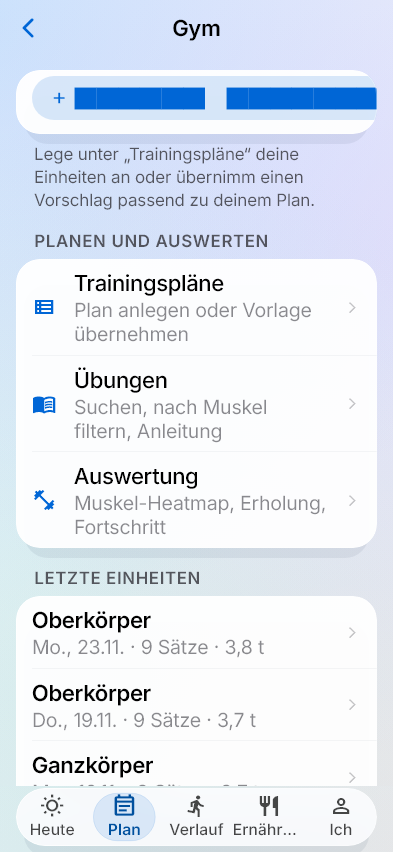 Gym
+
Lege unter „Trainingspläne“ deine
Einheiten an oder übernimm einen
Vorschlag passend zu deinem Plan.
PLANEN UND AUSWERTEN
Trainingspläne
Plan anlegen oder Vorlage
übernehmen
Übungen
Suchen, nach Muskel
filtern, Anleitung
Auswertung
Muskel-Heatmap, Erholung,
Fortschritt
LETZTE EINHEITEN
Oberkörper
Mo., 23.11. · 9 Sätze · 3,8 t
Oberkörper
Do., 19.11. · 9 Sätze · 3,7 t
Ganzkörper
Heute Plan Verlauf Ernähr... Ich